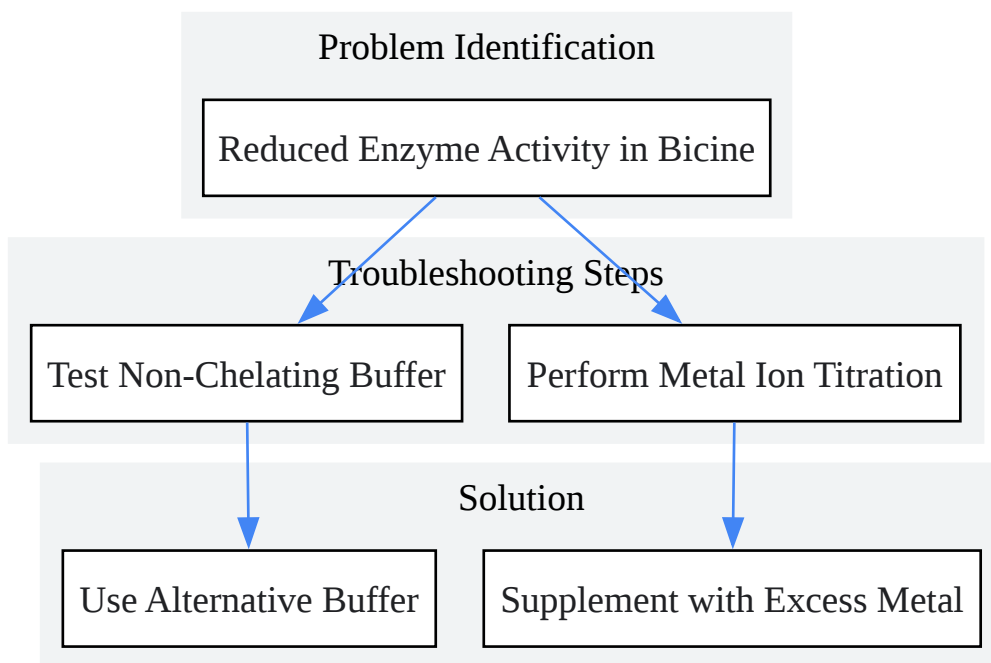 Problem Identification
Reduced Enzyme Activity in Bicine
Troubleshooting Steps
Test Non-Chelating Buffer
Perform Metal Ion Titration
Solution
Use Alternative Buffer
Supplement with Excess Metal